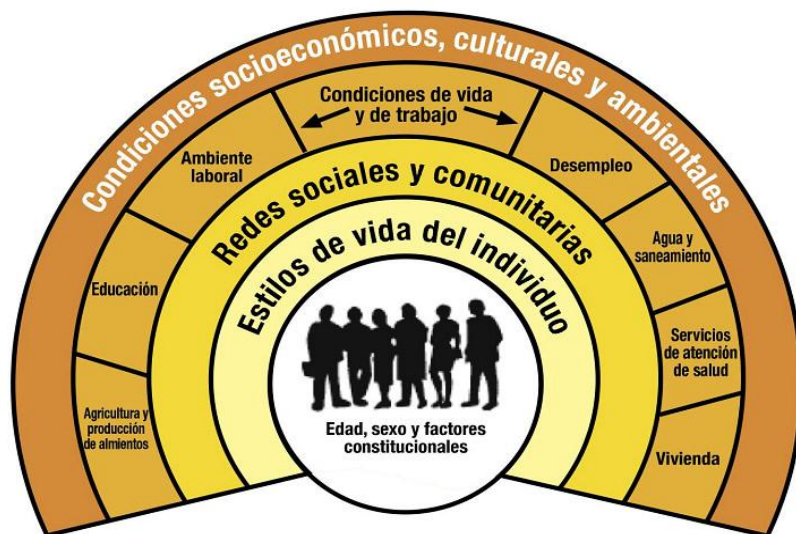 Condiciones socioeconómicos, culturales y ambientales
Condiciones de vida
y de trabajo
Ambiente
laboral
Desempleo
Educación
Agua y
saneamiento
Agricultura y
producción
de almientos
Servicios
de atención
de salud
Vivienda
Redes sociales y comunitarias
Estilos de vida del individuo
Edad, sexo y factores
constitucionales